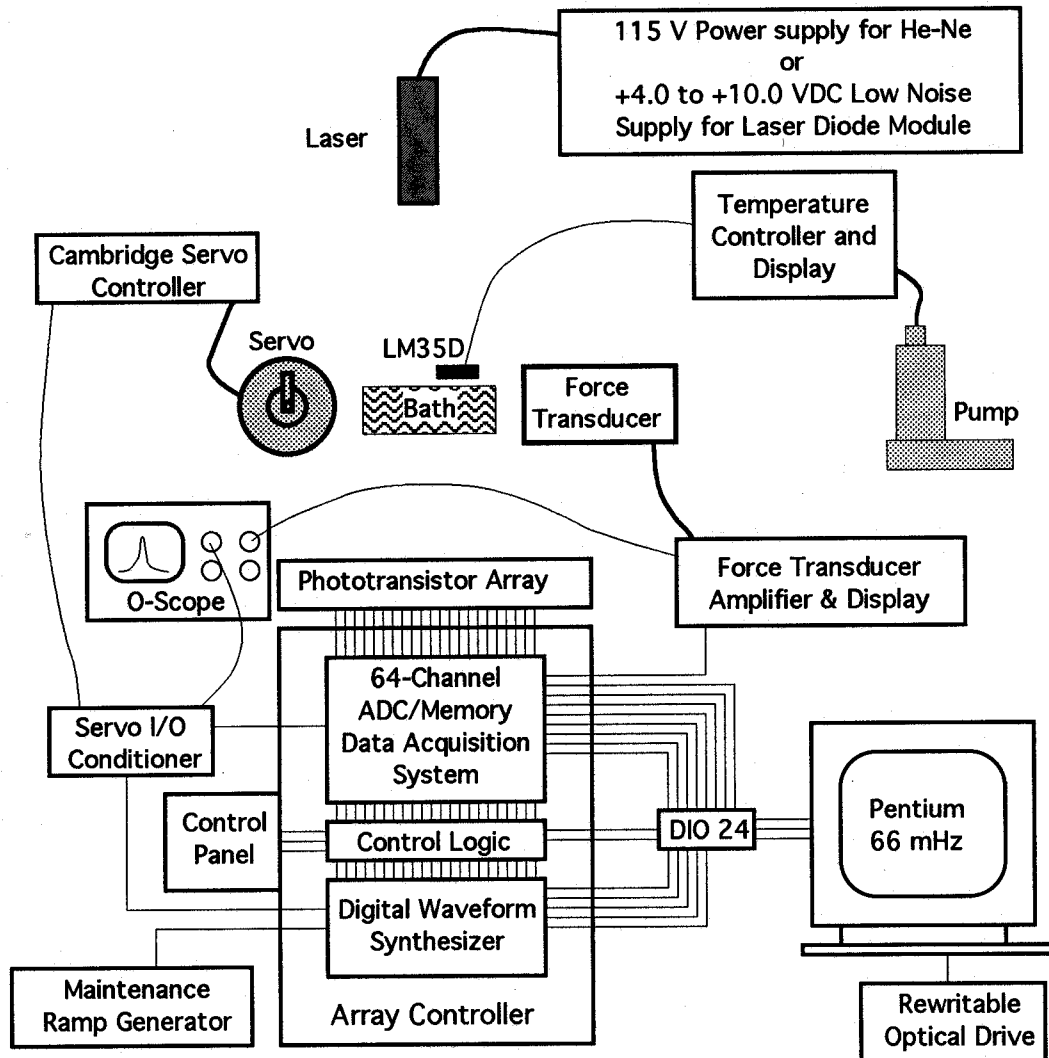 115 V Power supply for He-Ne
or
+4.0 to +10.0 VDC Low Noise
Supply for Laser Diode Module
Laser
Temperature
Controller and
Display
Cambridge Servo
Controller
Servo
LM35D
Bath
Force
Transducer
Pump
O-Scope
Phototransistor Array
Force Transducer
Amplifier & Display
64-Channel
ADC/Memory
Data Acquisition
System
Servo I/O
Conditioner
Control
Panel
Control Logic
DIO 24
Pentium
66 mHz
Digital Waveform
Synthesizer
Maintenance
Ramp Generator
Array Controller
Rewritable
Optical Drive